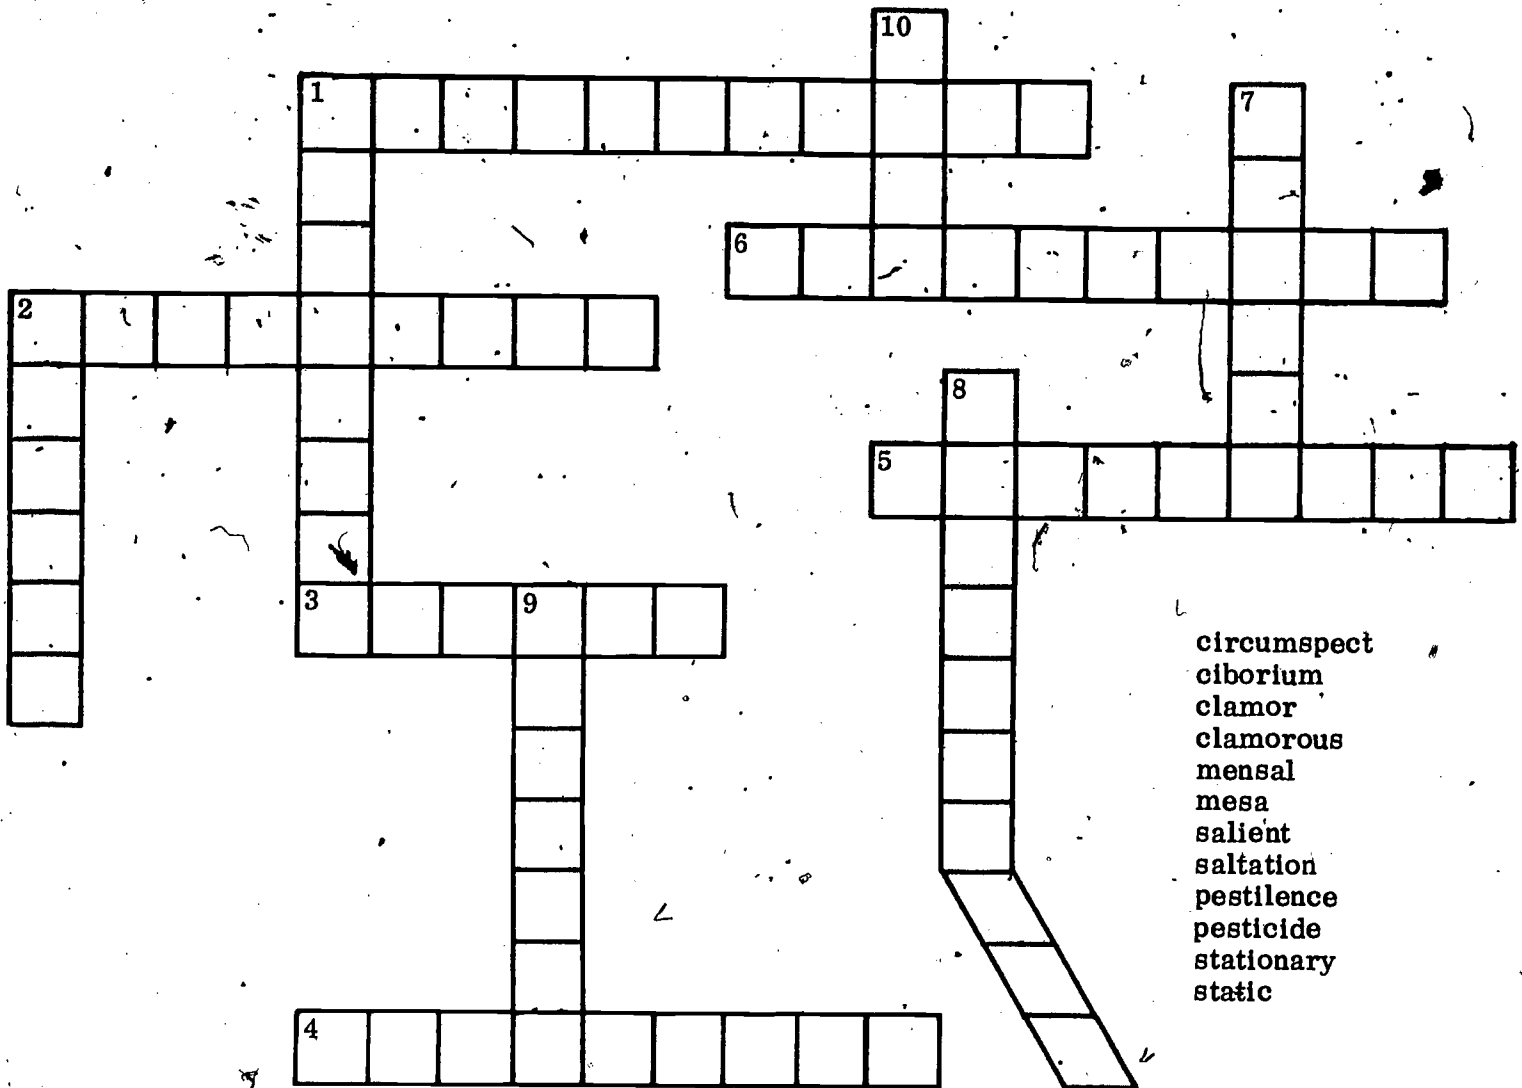 10
1
7
6
2
8
5
3
9
circumspect
ciborium
clamor
clamorous
mensal
mesa
salient
saltation
pestilence
pesticide
stationary
static
4